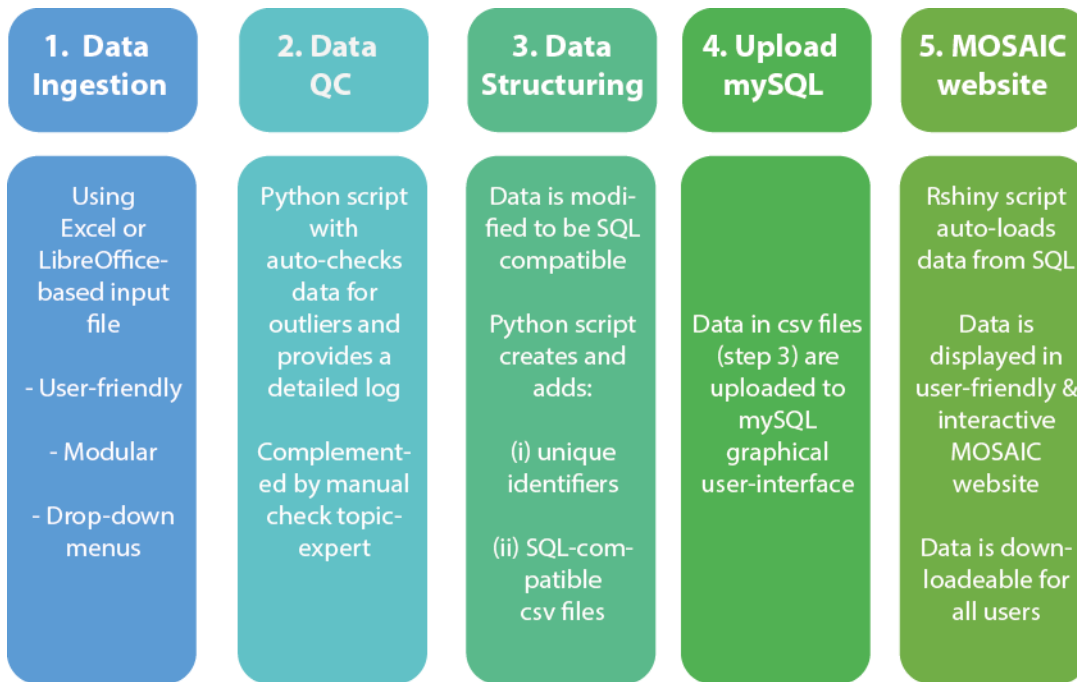 1. Data
Ingestion
2. Data
QC
3. Data
Structuring
4. Upload
mySQL
5. MOSAIC
website
Using
Excel or
LibreOffice-
based input
file
- User-friendly
- Modular
- Drop-down
menus
Python script
with
auto-checks
data for
outliers and
provides a
detailed log
Complement-
ed by manual
check topic-
expert
Data is modi-
fied to be SQL
compatible
Python script
creates and
adds:
(i) unique
identifiers
(ii) SQL-com-
patible
csv files
Data in csv files
(step 3) are
uploaded to
mySQL
graphical
user-interface
Rshiny script
auto-loads
data from SQL
Data is
displayed in
user-friendly &
interactive
MOSAIC
website
Data is down-
loadeable for
all users